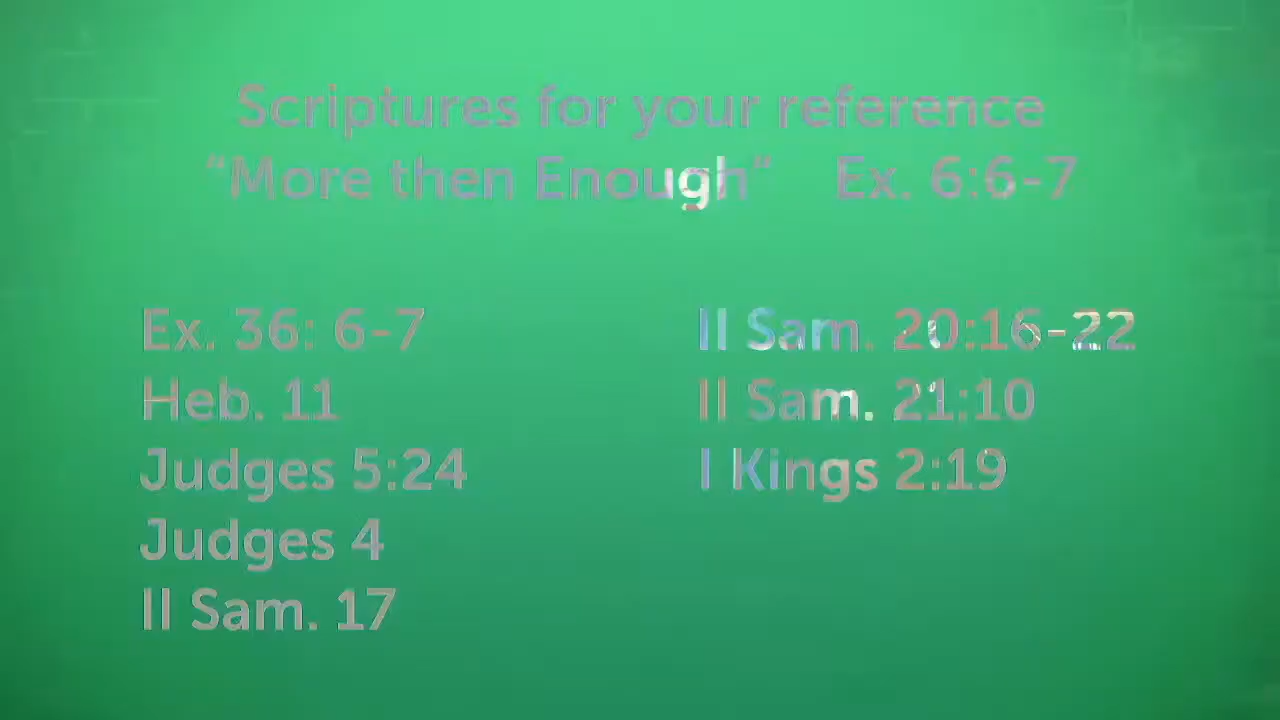 Scriptures for your reference
“More then Enough” Ex. 6:6-7
Ex. 36: 6-7
Heb. 11
Judges 5:24
Judges 4
II Sam. 17
II Sam. 20:16-22
II Sam. 21:10
I Kings 2:19